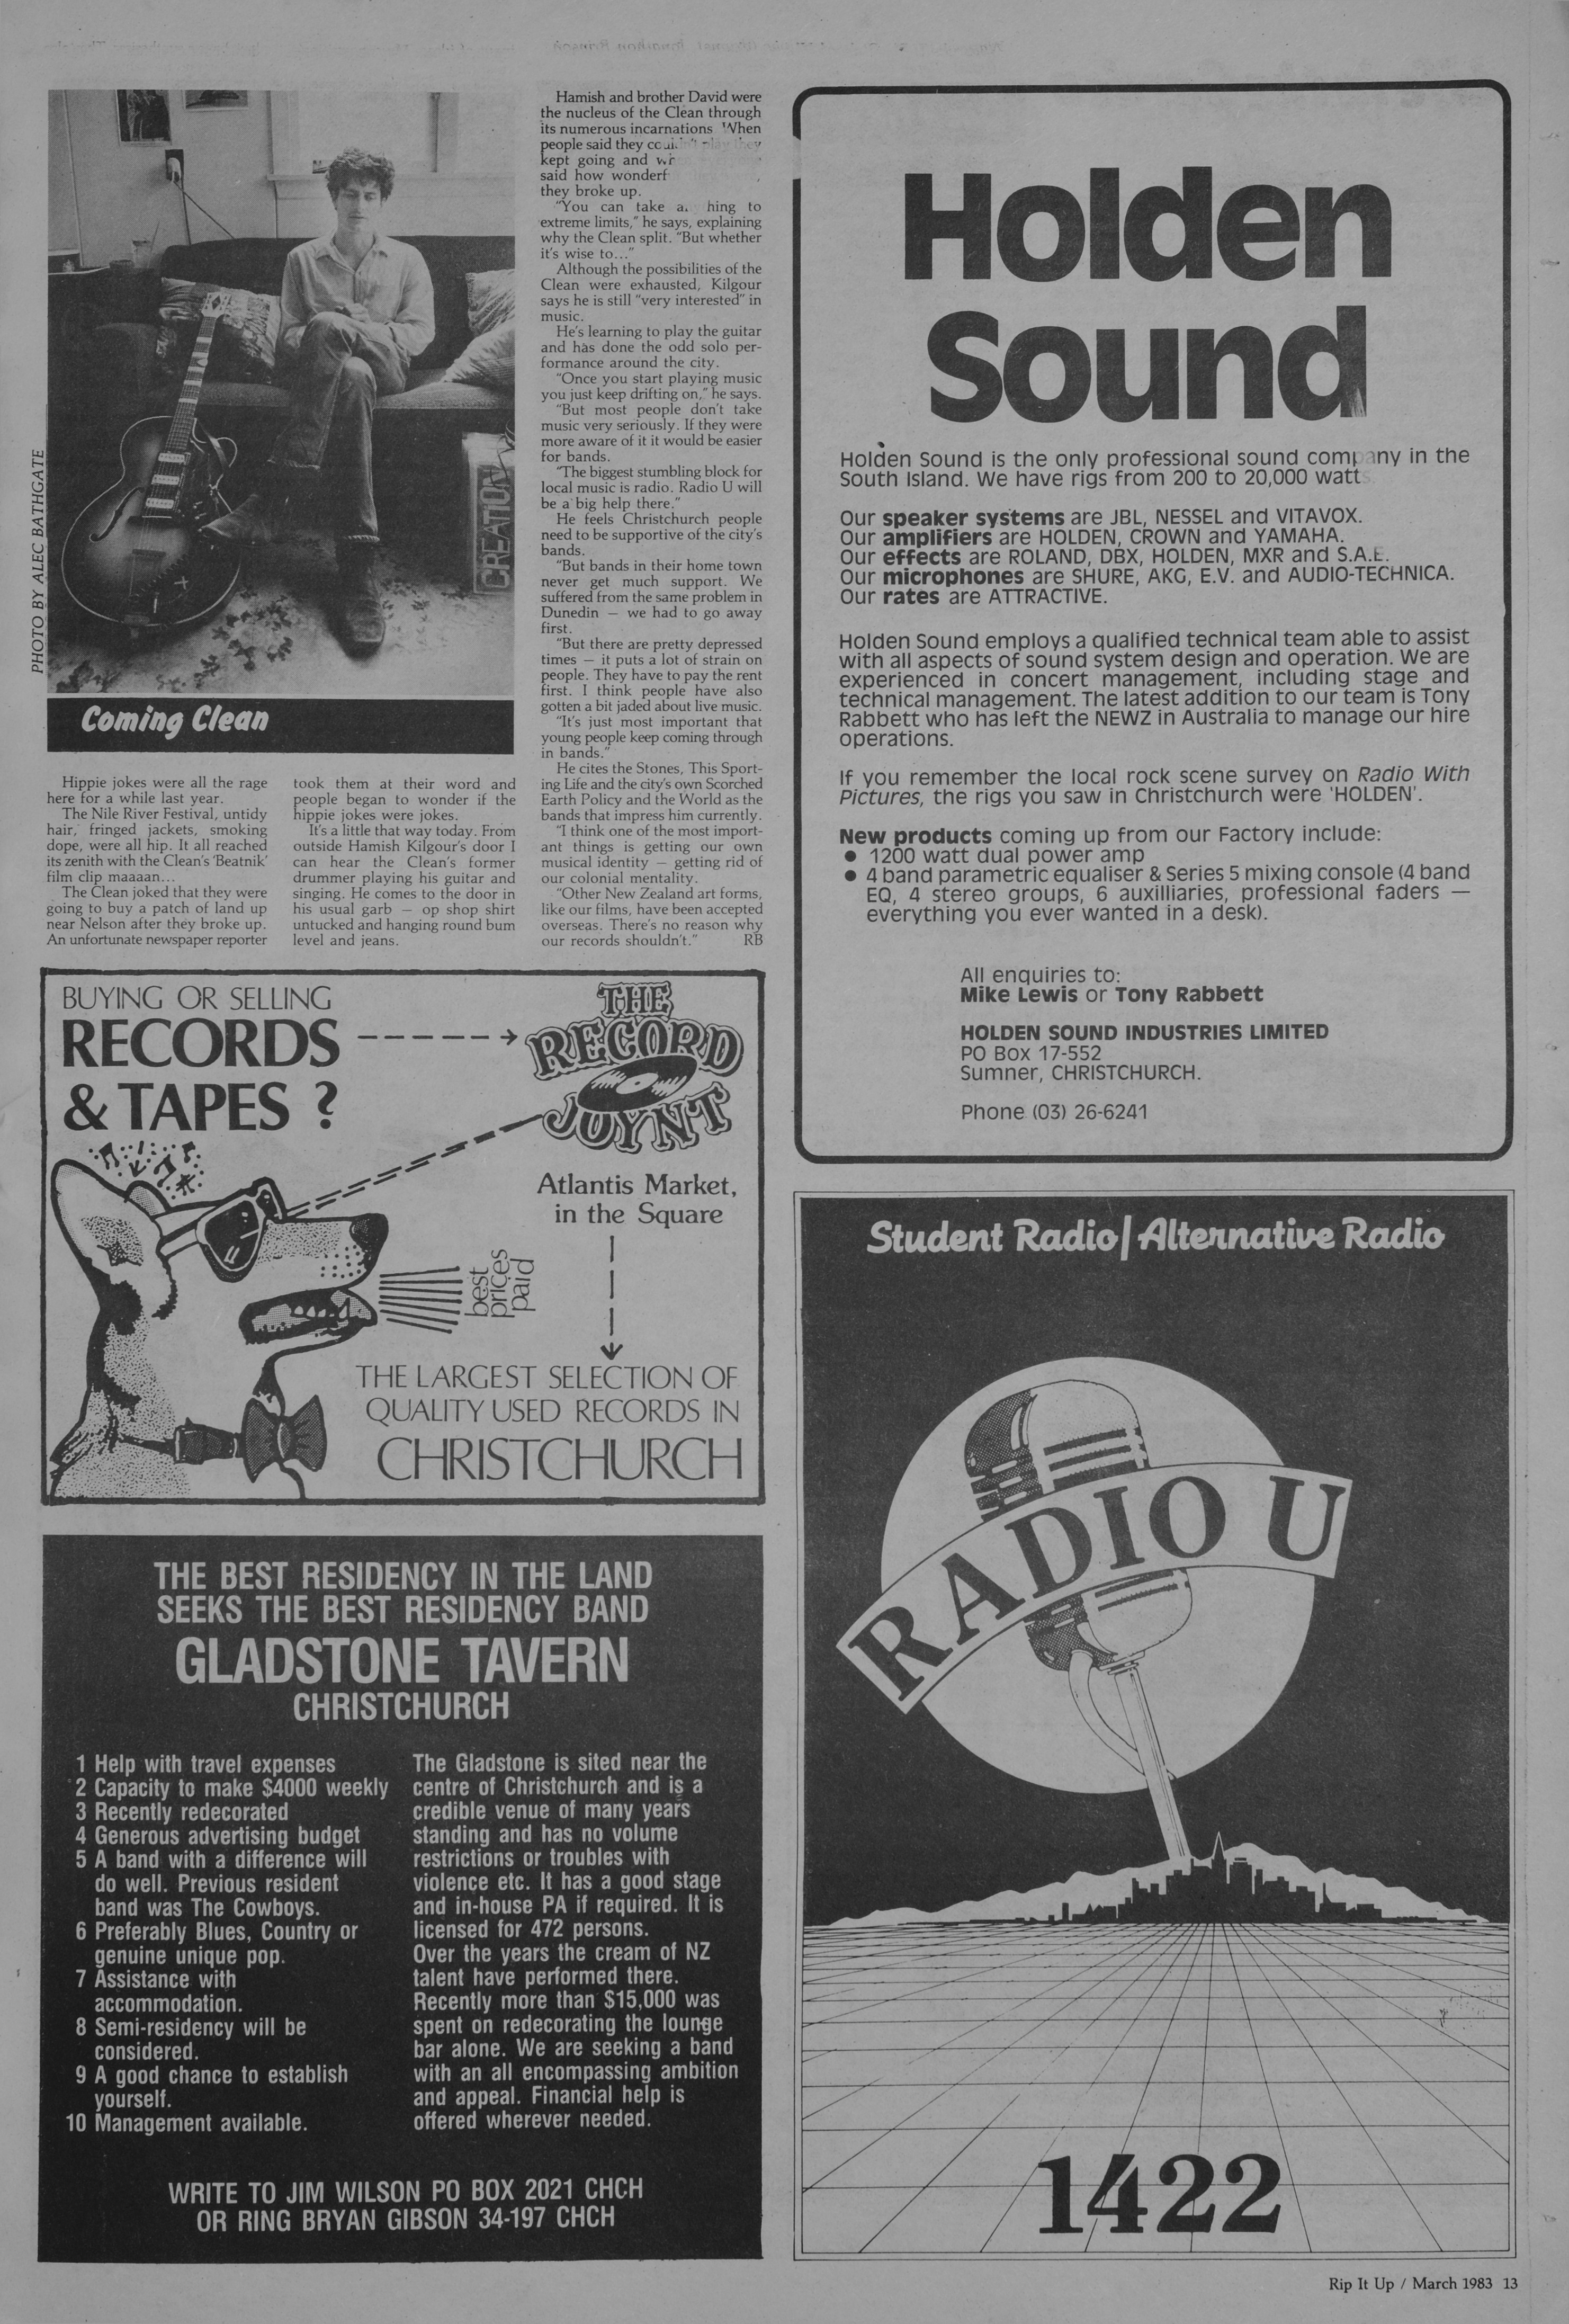 PHOTO BY ALEC BATHGATE
CREATION
Coming Clean
Hippie jokes were all the rage
here for a while last year.
The Nile River Festival, untidy
hair, fringed jackets, smoking
dope, were all hip. It all reached
its zenith with the Clean's 'Beatnik'
film clip maaaan...
The Clean joked that they were
going to buy a patch of land up
near Nelson after they broke up.
An unfortunate newspaper reporter
took them at their word and
people began to wonder if the
hippie jokes were jokes.
It's a little that way today. From
outside Hamish Kilgour's door I
can hear the Clean's former
drummer playing his guitar and
singing. He comes to the door in
his usual garb — op shop shirt
untucked and hanging round bum
level and jeans.
Hamish and brother David were
the nucleus of the Clean through
its numerous incarnations When
people said they couldn't play they
kept going and
said how
they broke up.
"You can take hing to
extreme limits," he says, explaining
why the Clean split. "But whether
it's wise to..."
Although the possibilities of the
Clean were exhausted, Kilgour
says he is still "very interested" in
music.
He's learning to play the guitar
and has done the odd solo per-
formance around the city.
"Once you start playing music
you just keep drifting on," he says.
"But most people don't take
music very seriously. If they were
more aware of it it would be easier
for bands.
"The biggest stumbling block for
local music is radio. Radio U will
be a big help there."
He feels Christchurch people
need to be supportive of the city's
bands.
"But bands in their home town
never get much support. We
suffered from the same problem in
Dunedin — we had to go away
first.
"But there are pretty depressed
times — it puts a lot of strain on
people. They have to pay the rent
first. I think people have also
gotten a bit jaded about live music.
"It's just most important that
young people keep coming through
in bands."
He cites the Stones, This Sport-
ing Life and the city's own Scorched
Earth Policy and the World as the
bands that impress him currently.
"I think one of the most import-
ant things is getting our own
musical identity — getting rid of
our colonial mentality.
"Other New Zealand art forms,
like our films, have been accepted
overseas. There's no reason why
our records shouldn't." RB
BUYING OR SELLING
RECORDS
& TAPES ?
THE
RECORD
JOYNT
Atlantis Market,
in the Square
best
prices
paid
THE LARGEST SELECTION OF
QUALITY USED RECORDS IN
CHRISTCHURCH
THE BEST RESIDENCY IN THE LAND
SEEKS THE BEST RESIDENCY BAND
GLADSTONE TAVERN
CHRISTCHURCH
1 Help with travel expenses
2 Capacity to make $4000 weekly
3 Recently redecorated
4 Generous advertising budget
5 A band with a difference will
do well. Previous resident
band was The Cowboys.
6 Preferably Blues, Country or
genuine unique pop.
7 Assistance with
accommodation.
8 Semi-residency will be
considered.
9 A good chance to establish
yourself.
10 Management available.
The Gladstone is sited near the
centre of Christchurch and is a
credible venue of many years
standing and has no volume
restrictions or troubles with
violence etc. It has a good stage
and in-house PA if required. It is
licensed for 472 persons.
Over the years the cream of NZ
talent have performed there.
Recently more than $15,000 was
spent on redecorating the lounge
bar alone. We are seeking a band
with an all encompassing ambition
and appeal. Financial help is
offered wherever needed.
WRITE TO JIM WILSON PO BOX 2021 CHCH
OR RING BRYAN GIBSON 34-197 CHCH
Holden
Sound
Holden Sound is the only professional sound company in the
South Island. We have rigs from 200 to 20,000 watts.
Our speaker systems are JBL, NESSEL and VITAVOX.
Our amplifiers are HOLDEN, CROWN and YAMAHA.
Our effects are ROLAND, DBX, HOLDEN, MXR and S.A.E.
Our microphones are SHURE, AKG, E.V. and AUDIO-TECHNICA.
Our rates are ATTRACTIVE.
Holden Sound employs a qualified technical team able to assist
with all aspects of sound system design and operation. We are
experienced in concert management, including stage and
technical management. The latest addition to our team is Tony
Rabbett who has left the NEWZ in Australia to manage our hire
operations.
If you remember the local rock scene survey on Radio With
Pictures, the rigs you saw in Christchurch were 'HOLDEN'.
New products coming up from our Factory include:
● 1200 watt dual power amp
● 4 band parametric equaliser & Series 5 mixing console (4 band
EQ, 4 stereo groups, 6 auxilliaries, professional faders —
everything you ever wanted in a desk).
All enquiries to:
Mike Lewis or Tony Rabbett
HOLDEN SOUND INDUSTRIES LIMITED
PO Box 17-552
Sumner, CHRISTCHURCH.
Phone (03) 26-6241
Student Radio/Alternative Radio
RADIO U
1422
Rip It Up / March 1983 13